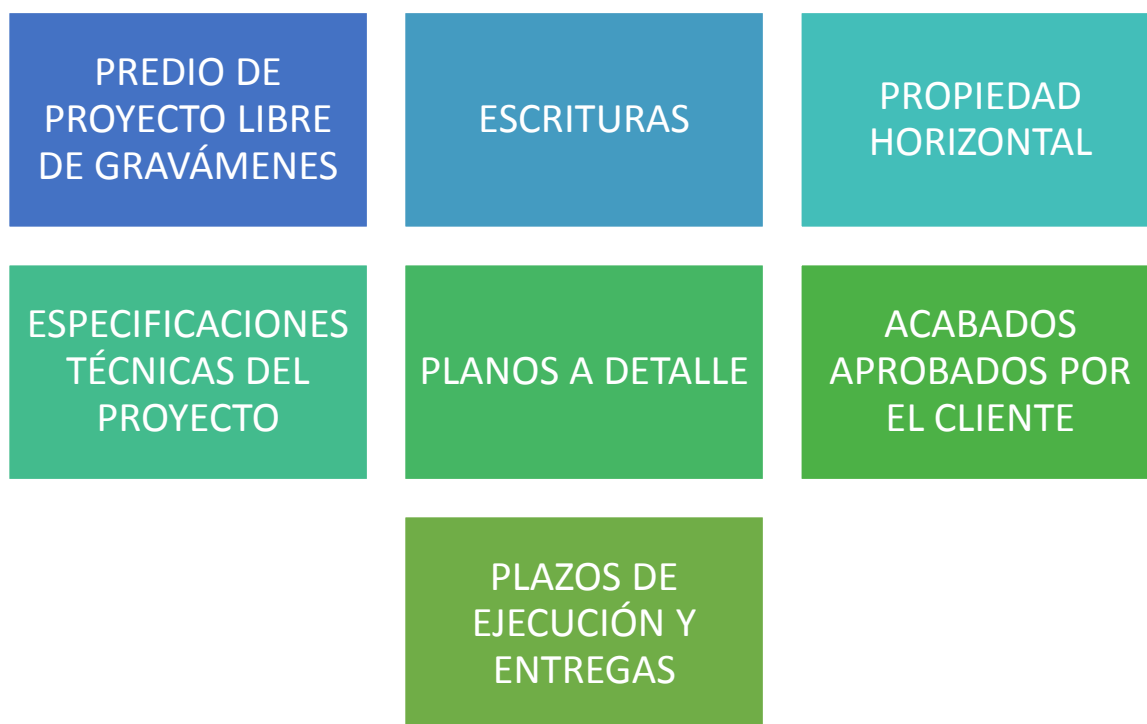 PREDIO DE
PROYECTO LIBRE
DE GRAVÁMENES
ESCRITURAS
PROPIEDAD
HORIZONTAL
ESPECIFICACIONES
TÉCNICAS DEL
PROYECTO
PLANOS A DETALLE
ACABADOS
APROBADOS POR
EL CLIENTE
PLAZOS DE
EJECUCIÓN Y
ENTREGAS